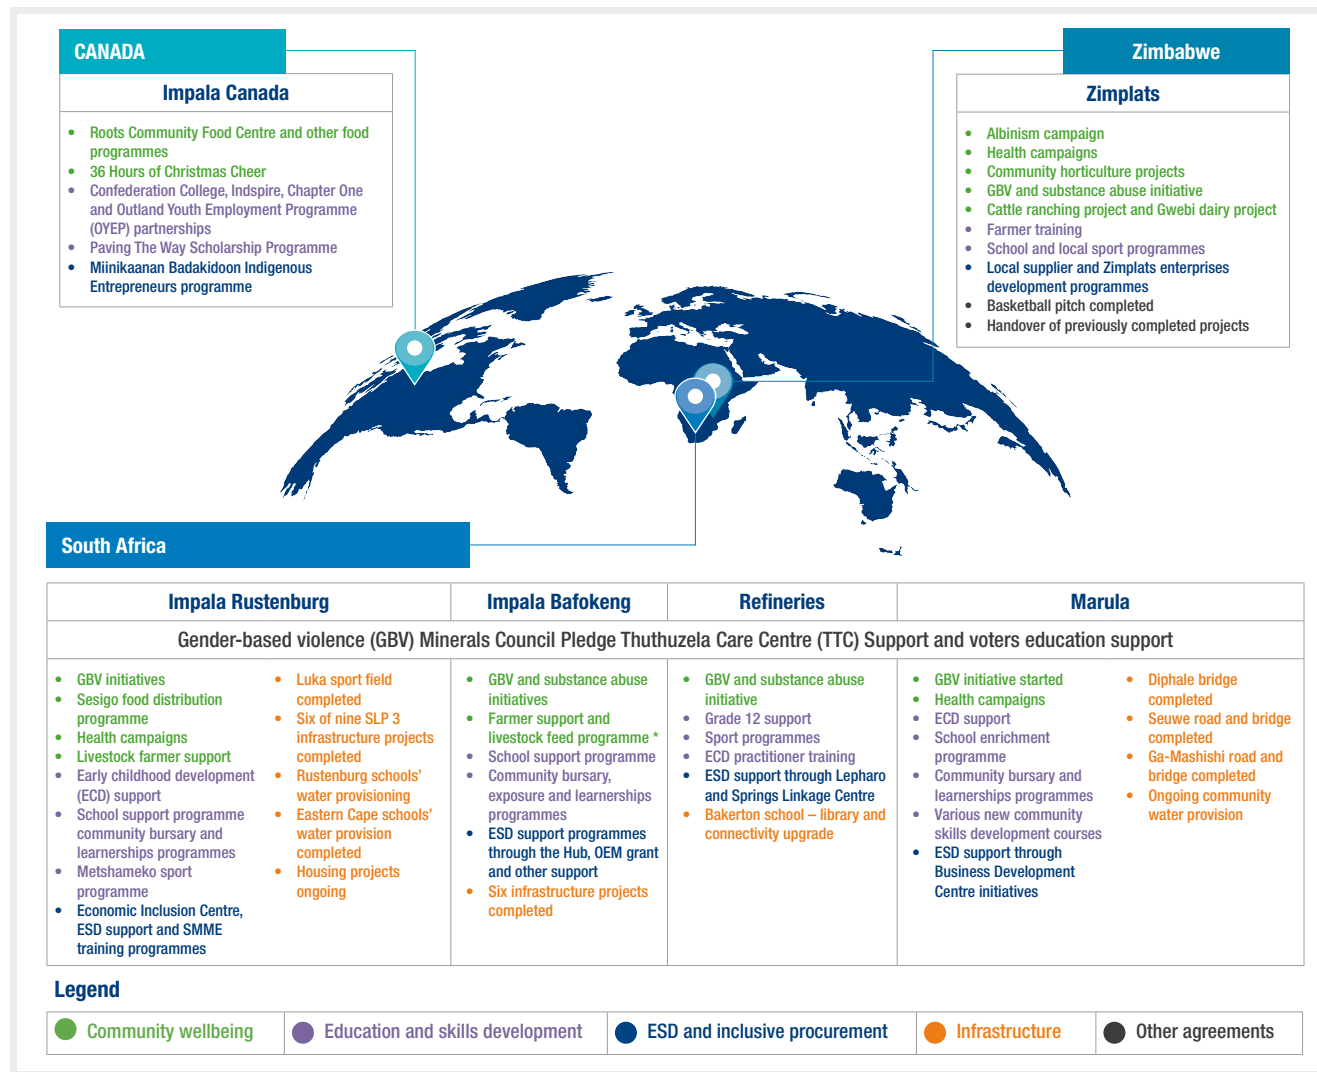 CANADA
Impala Canada
• Roots Community Food Centre and other food
programmes
• 36 Hours of Christmas Cheer
• Confederation College, Indspire, Chapter One
and Outland Youth Employment Programme
(OYEP) partnerships
• Paving The Way Scholarship Programme
• Miinikaanan Badakidoon Indigenous
Entrepreneurs programme
Zimbabwe
Zimplats
• Albinism campaign
• Health campaigns
• Community horticulture projects
• GBV and substance abuse initiative
• Cattle ranching project and Gwebi dairy project
• Farmer training
• School and local sport programmes
• Local supplier and Zimplats enterprises
development programmes
• Basketball pitch completed
• Handover of previously completed projects
South Africa
Impala Rustenburg
Impala Bafokeng
Refineries
Marula
Gender-based violence (GBV) Minerals Council Pledge Thuthuzela Care Centre (TTC) Support and voters education support
• GBV initiatives
• Sesigo food distribution
programme
• Health campaigns
• Livestock farmer support
• Early childhood development
(ECD) support
• School support programme
community bursary and
learnerships programmes
• Metshameko sport
programme
• Economic Inclusion Centre,
ESD support and SMME
training programmes
• Luka sport field
completed
• Six of nine SLP 3
infrastructure projects
completed
• Rustenburg schools’
water provisioning
• Eastern Cape schools’
water provision
completed
• Housing projects
ongoing
• GBV and substance abuse
initiatives
• Farmer support and
livestock feed programme *
• School support programme
• Community bursary,
exposure and learnerships
programmes
• ESD support programmes
through the Hub, OEM grant
and other support
• Six infrastructure projects
completed
• GBV and substance abuse
initiative
• Grade 12 support
• Sport programmes
• ECD practitioner training
• ESD support through Lepharo
and Springs Linkage Centre
• Bakerton school – library and
connectivity upgrade
• GBV initiative started
• Health campaigns
• ECD support
• School enrichment
programme
• Community bursary and
learnerships programmes
• Various new community
skills development courses
• ESD support through
Business Development
Centre initiatives
• Diphale bridge
completed
• Seuwe road and bridge
completed
• Ga-Mashishi road and
bridge completed
• Ongoing community
water provision
Legend
Community wellbeing
Education and skills development
ESD and inclusive procurement
Infrastructure
Other agreements